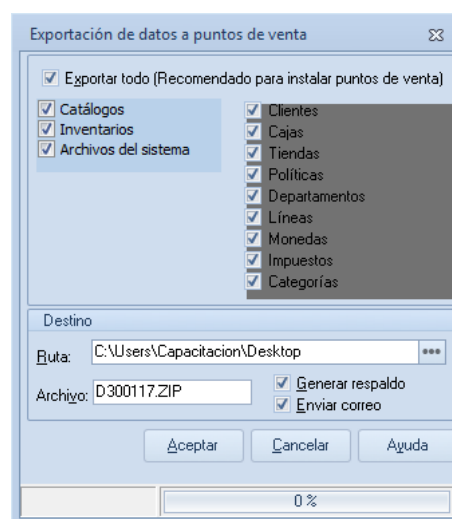 Exportación de datos a puntos de venta
Exportar todo (Recomendado para instalar puntos de venta)
Catálogos
Inventarios
Archivos del sistema
Clientes
Cajas
Tiendas
Políticas
Departamentos
Líneas
Monedas
Impuestos
Categorías
Destino
Ruta: C:\Users\Capacitacion\Desktop
Archivo: D300117.ZIP
Generar respaldo
Enviar correo
Aceptar Cancelar Ayuda
0 %